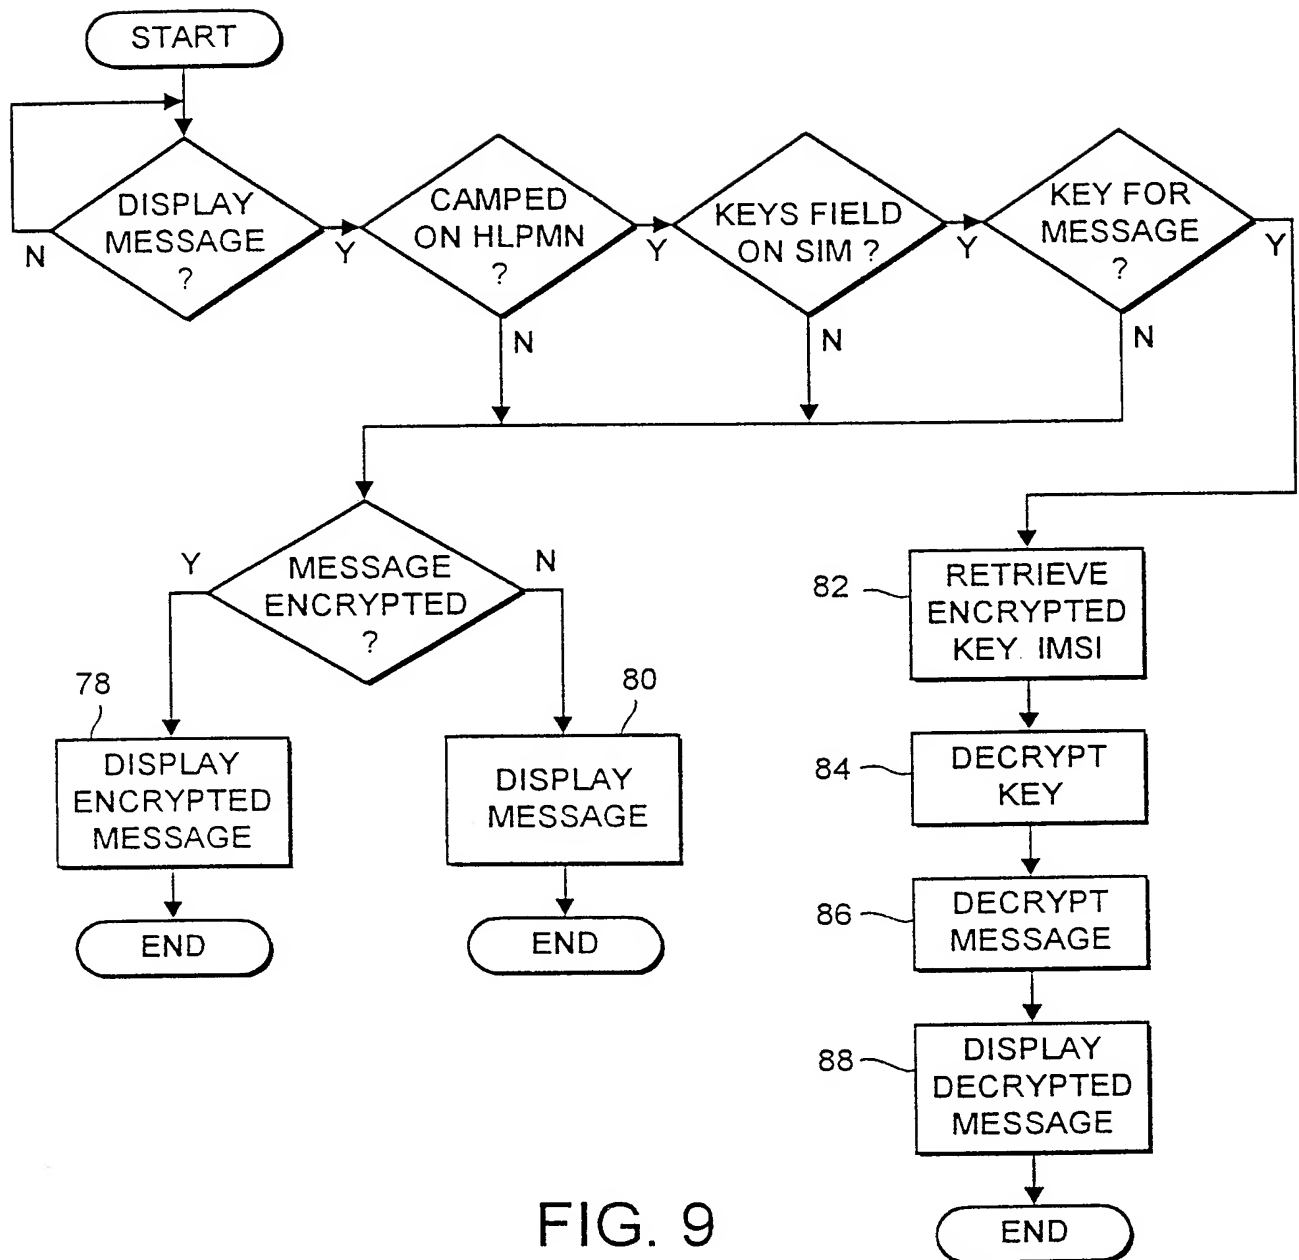 START
DISPLAY
MESSAGE
?
N
Y
CAMPED
ON HLPMN
?
Y
N
KEYS FIELD
ON SIM ?
Y
N
KEY FOR
MESSAGE
?
Y
N
MESSAGE
ENCRYPTED
?
Y
N
78
DISPLAY
ENCRYPTED
MESSAGE
END
80
DISPLAY
MESSAGE
END
82
RETRIEVE
ENCRYPTED
KEY IMSI
84
DECRYPT
KEY
86
DECRYPT
MESSAGE
88
DISPLAY
DECRYPTED
MESSAGE
END
FIG. 9